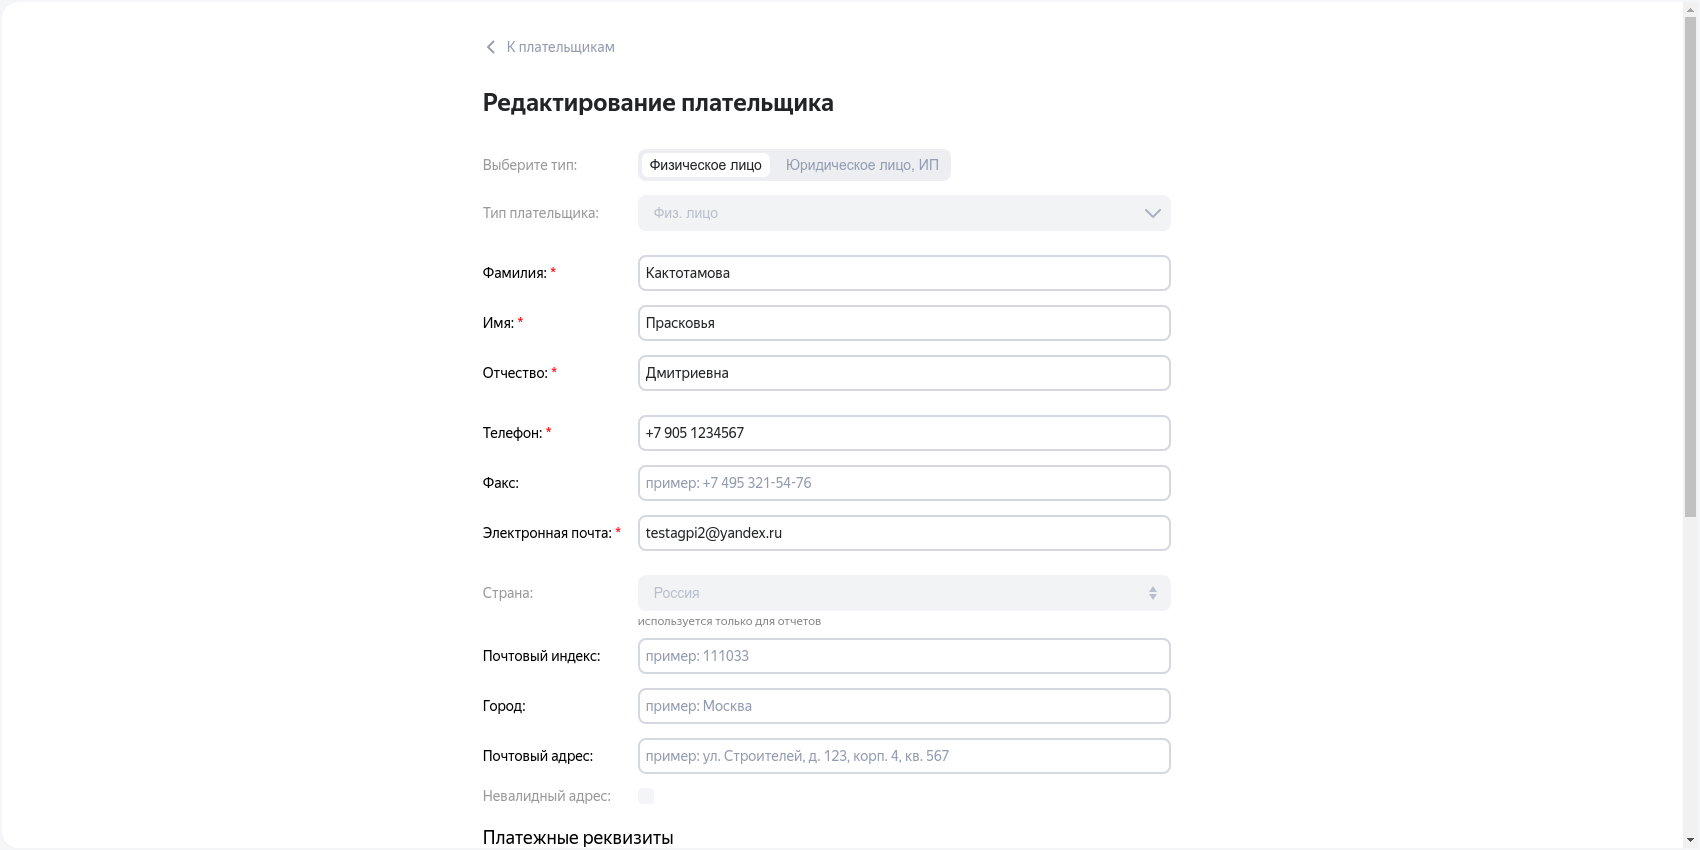 К плательщикам
Редактирование плательщика
Выберите тип: Физическое лицо Юридическое лицо, ИП
Тип плательщика: Физ. лицо
Фамилия: * Кактотамова
Имя: * Прасковья
Отчество: * Дмитриевна
Телефон: * +7 905 1234567
Факс: пример: +7 495 321-54-76
Электронная почта: * testagpi2@yandex.ru
Страна: Россия
используется только для отчетов
Почтовый индекс: пример: 111033
Город: пример: Москва
Почтовый адрес: пример: ул. Строителей, д. 123, корп. 4, кв. 567
Невалидный адрес:
Платежные реквизиты